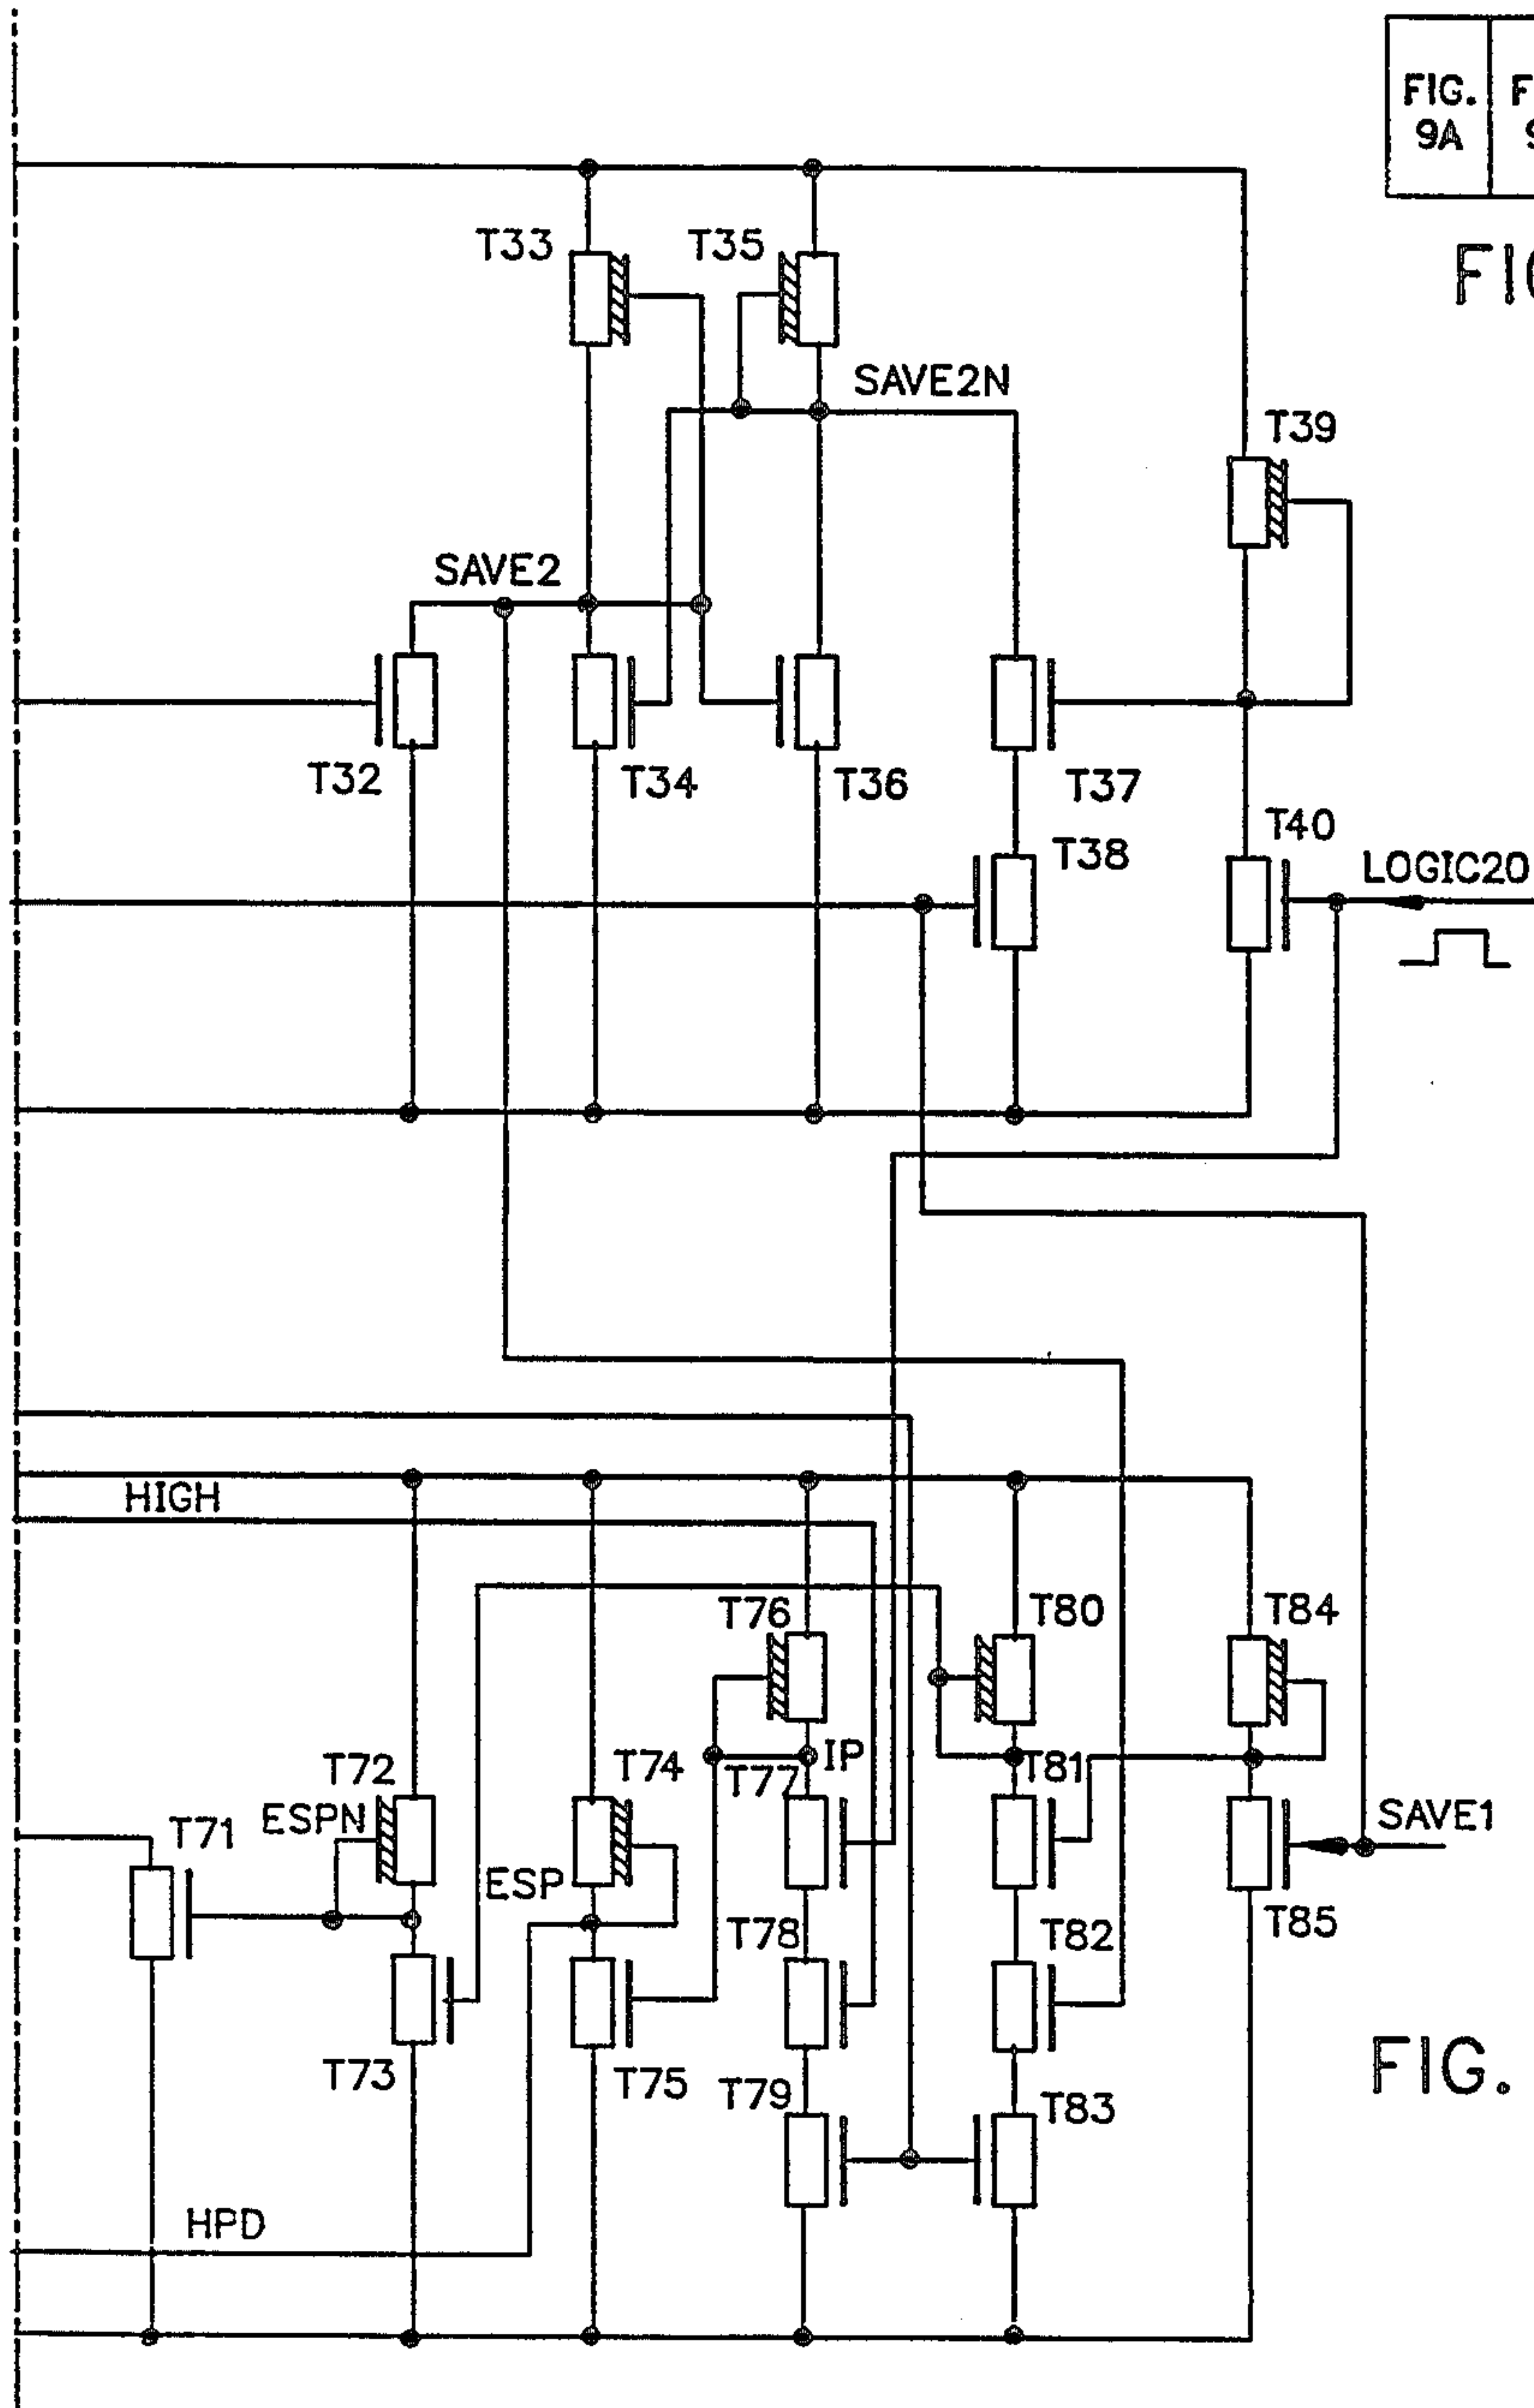 FIG.
9A
T33
T35
SAVE2N
T39
SAVE2
T32
T34
T36
T37
T38
T40
LOGIC20
HIGH
T76
T80
T84
IP
T72
T74
T77
T81
T71
ESPN
SAVE1
ESP
T78
T82
T85
T73
T75
T79
T83
FIG.
HPD